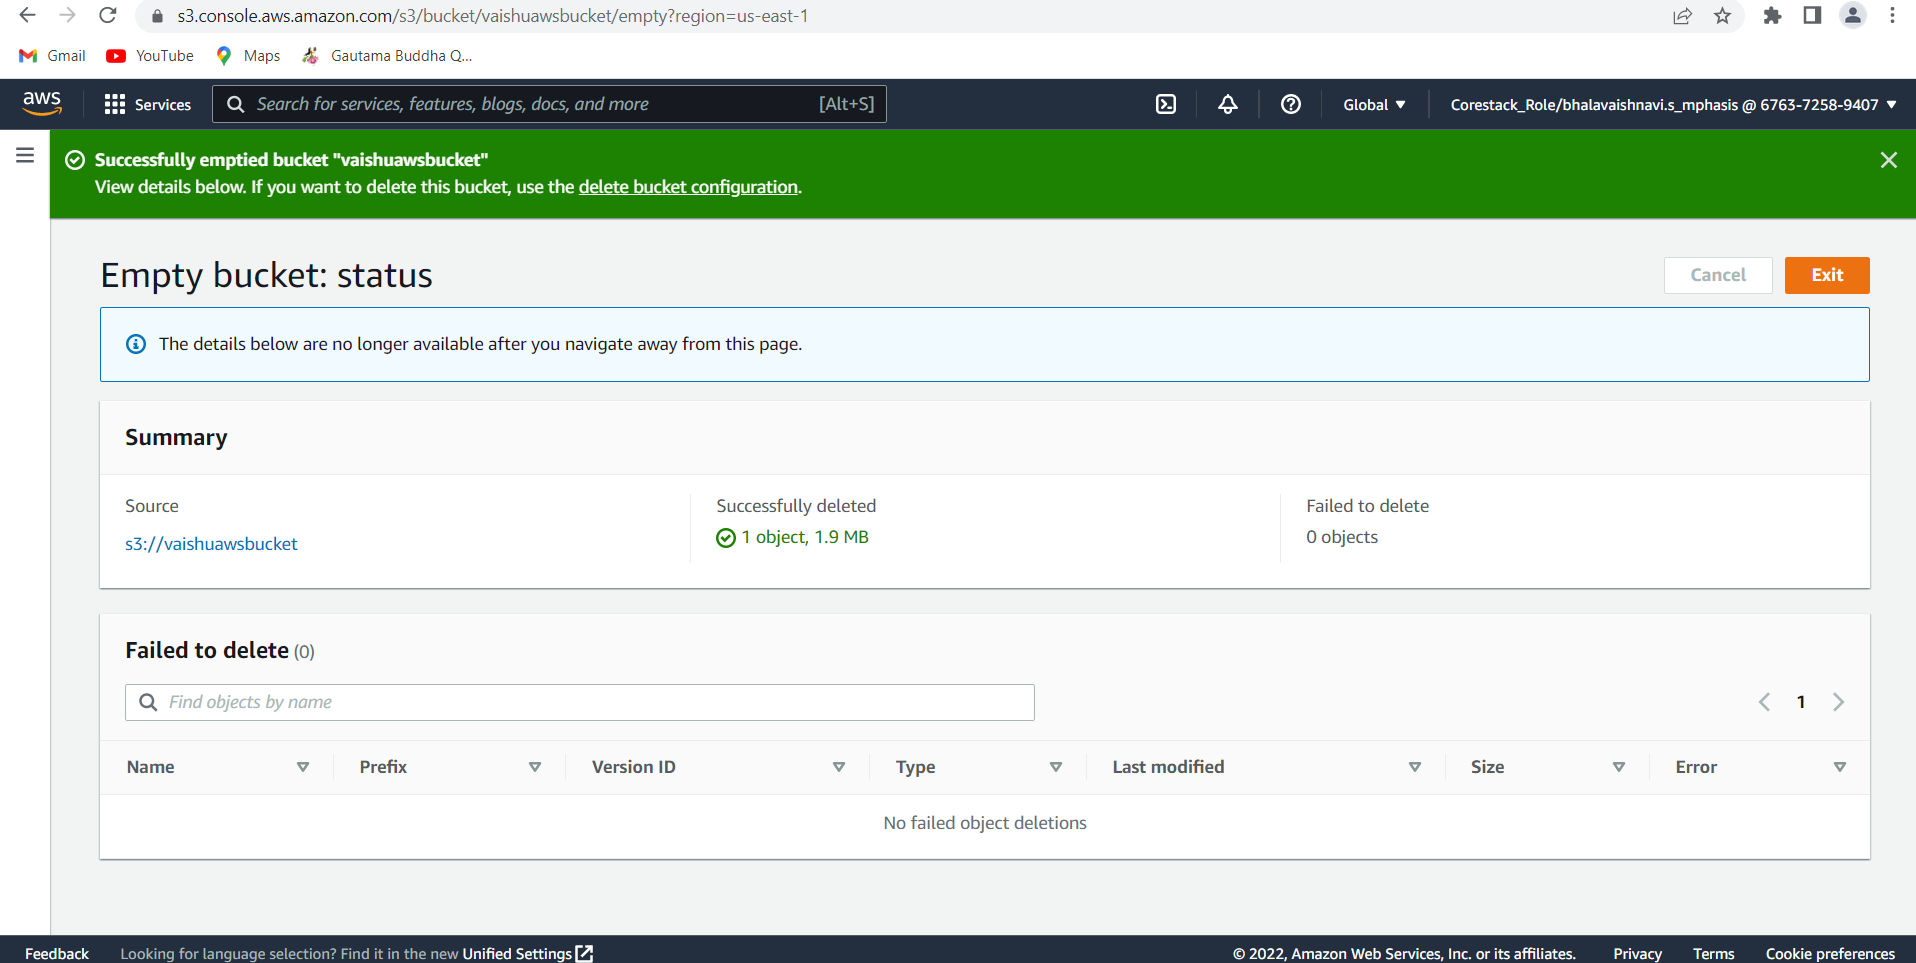 s3.console.aws.amazon.com/s3/bucket/vaishuawsbucket/empty?region=us-east-1
Gmail YouTube Maps Gautama Buddha Q...
aws Services Search for services, features, blogs, docs, and more [Alt+S] Global Corestack_Role/bhalavaishnavi.s_mphasis @ 6763-7258-9407
Successfully emptied bucket "vaishuawsbucket"
View details below. If you want to delete this bucket, use the delete bucket configuration.
Empty bucket: status
Cancel Exit
The details below are no longer available after you navigate away from this page.
Summary
Source Successfully deleted Failed to delete
s3://vaishuawsbucket 1 object, 1.9 MB 0 objects
Failed to delete (0)
Find objects by name 1
Name Prefix Version ID Type Last modified Size Error
No failed object deletions
Feedback Looking for language selection? Find it in the new Unified Settings © 2022, Amazon Web Services, Inc. or its affiliates. Privacy Terms Cookie preferences